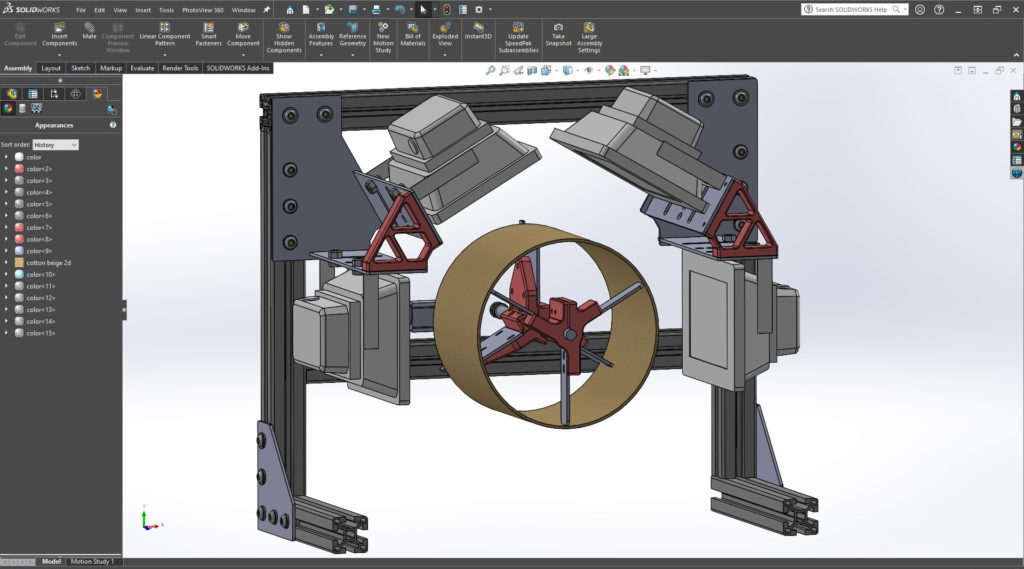 SOLIDWORKS
File
Edit
View
Insert
Tools
PhotoView 360
Window
Search SOLIDWORKS Help
Edit Component
Insert Components
Mate
Component Preview Window
Linear Component Pattern
Smart Fasteners
Move Component
Show Hidden Components
Assembly Features
Reference Geometry
New Motion Study
Bill of Materials
Exploded View
Instant3D
Update SpeedPak Subassemblies
Take Snapshot
Large Assembly Settings
Assembly
Layout
Sketch
Markup
Evaluate
Render Tools
SOLIDWORKS Add-Ins
Appearances
Sort order: History
color
color<2>
color<3>
color<4>
color<5>
color<6>
color<7>
color<8>
color<9>
cotton beige 2d
color<10>
color<11>
color<12>
color<13>
color<14>
color<15>
Y
X
Model
Motion Study 1